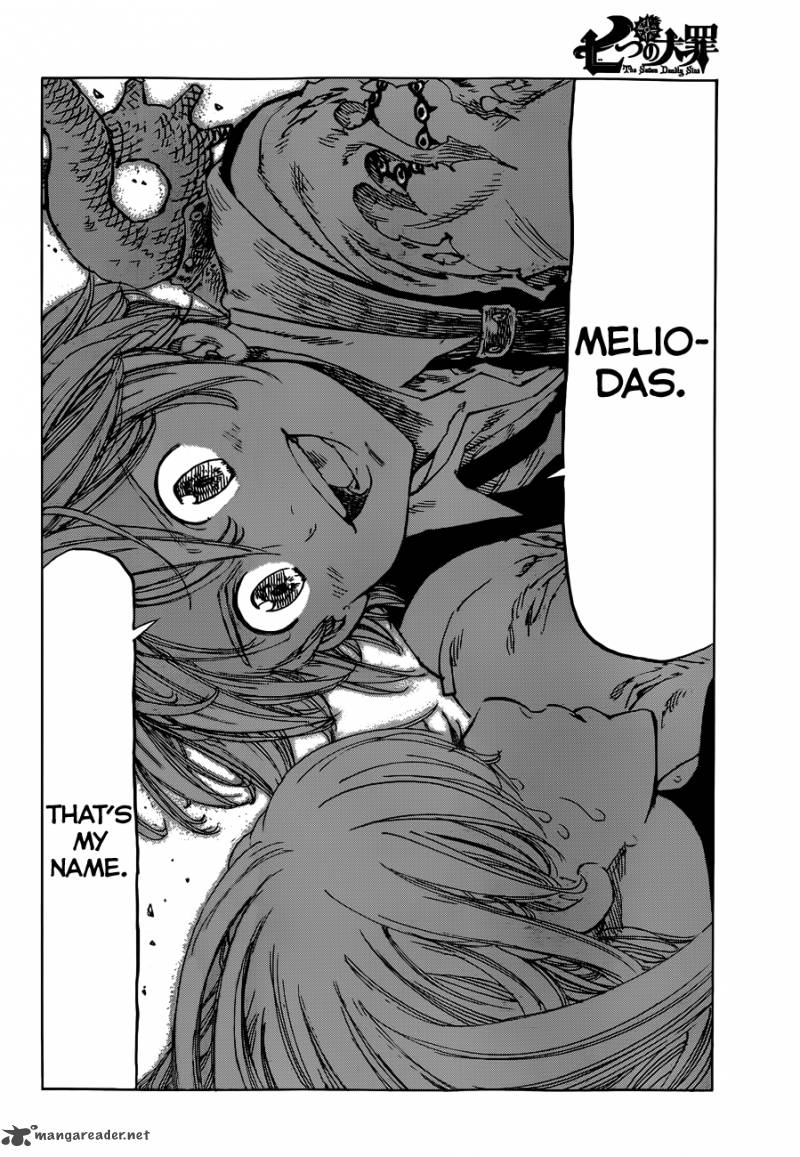 七つの大罪
The Seven Deadly Sins
MELIO-
DAS.
THAT'S
MY
NAME.
mangareader.net